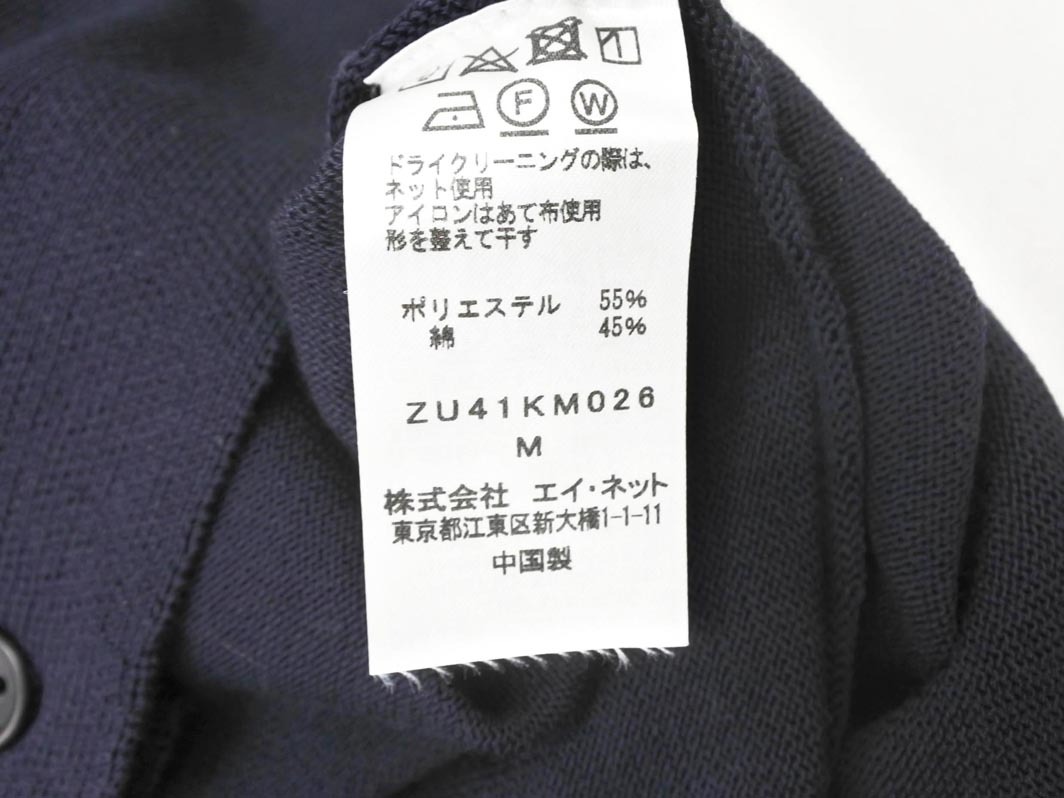 F W
ドライクリーニングの際は、
ネット使用
アイロンはあて布使用
形を整えて干す
ポリエステル 55%
綿 45%
ZU41KM026
M
株式会社 エイ・ネット
東京都江東区新大橋1-1-11
中国製